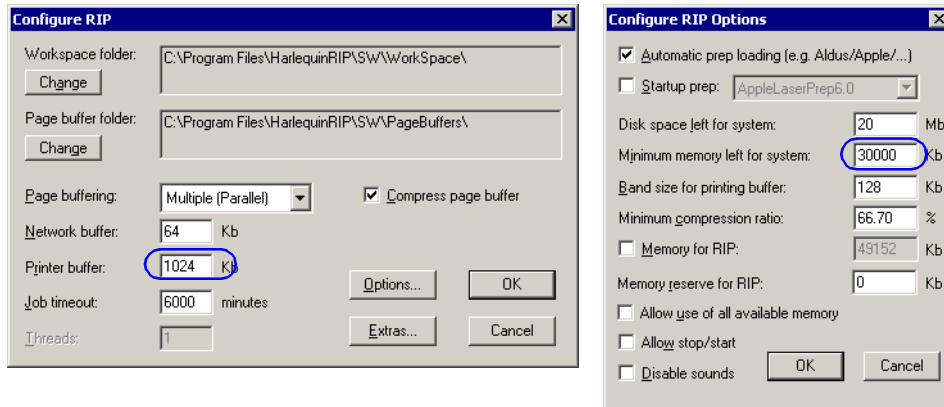 Configure RIP
Workspace folder:
C:\Program Files\HarlequinRIP\SW\WorkSpace\
Change
Page buffer folder:
C:\Program Files\HarlequinRIP\SW\PageBuffers\
Change
Page buffering: Multiple (Parallel) Compress page buffer
Network buffer: 64 Kb
Printer buffer: 1024 Kb
Options... OK
Job timeout: 6000 minutes
Extras... Cancel
Threads: 1
Configure RIP Options
Automatic prep loading (e.g. Aldus/Apple/...)
Startup prep: AppleLaserPrep6.0
Disk space left for system: 20 Mb
Minimum memory left for system: 30000 Kb
Band size for printing buffer: 128 Kb
Minimum compression ratio: 66.70 %
Memory for RIP: 49152 Kb
Memory reserve for RIP: 0 Kb
Allow use of all available memory
Allow stop/start
Disable sounds
OK Cancel